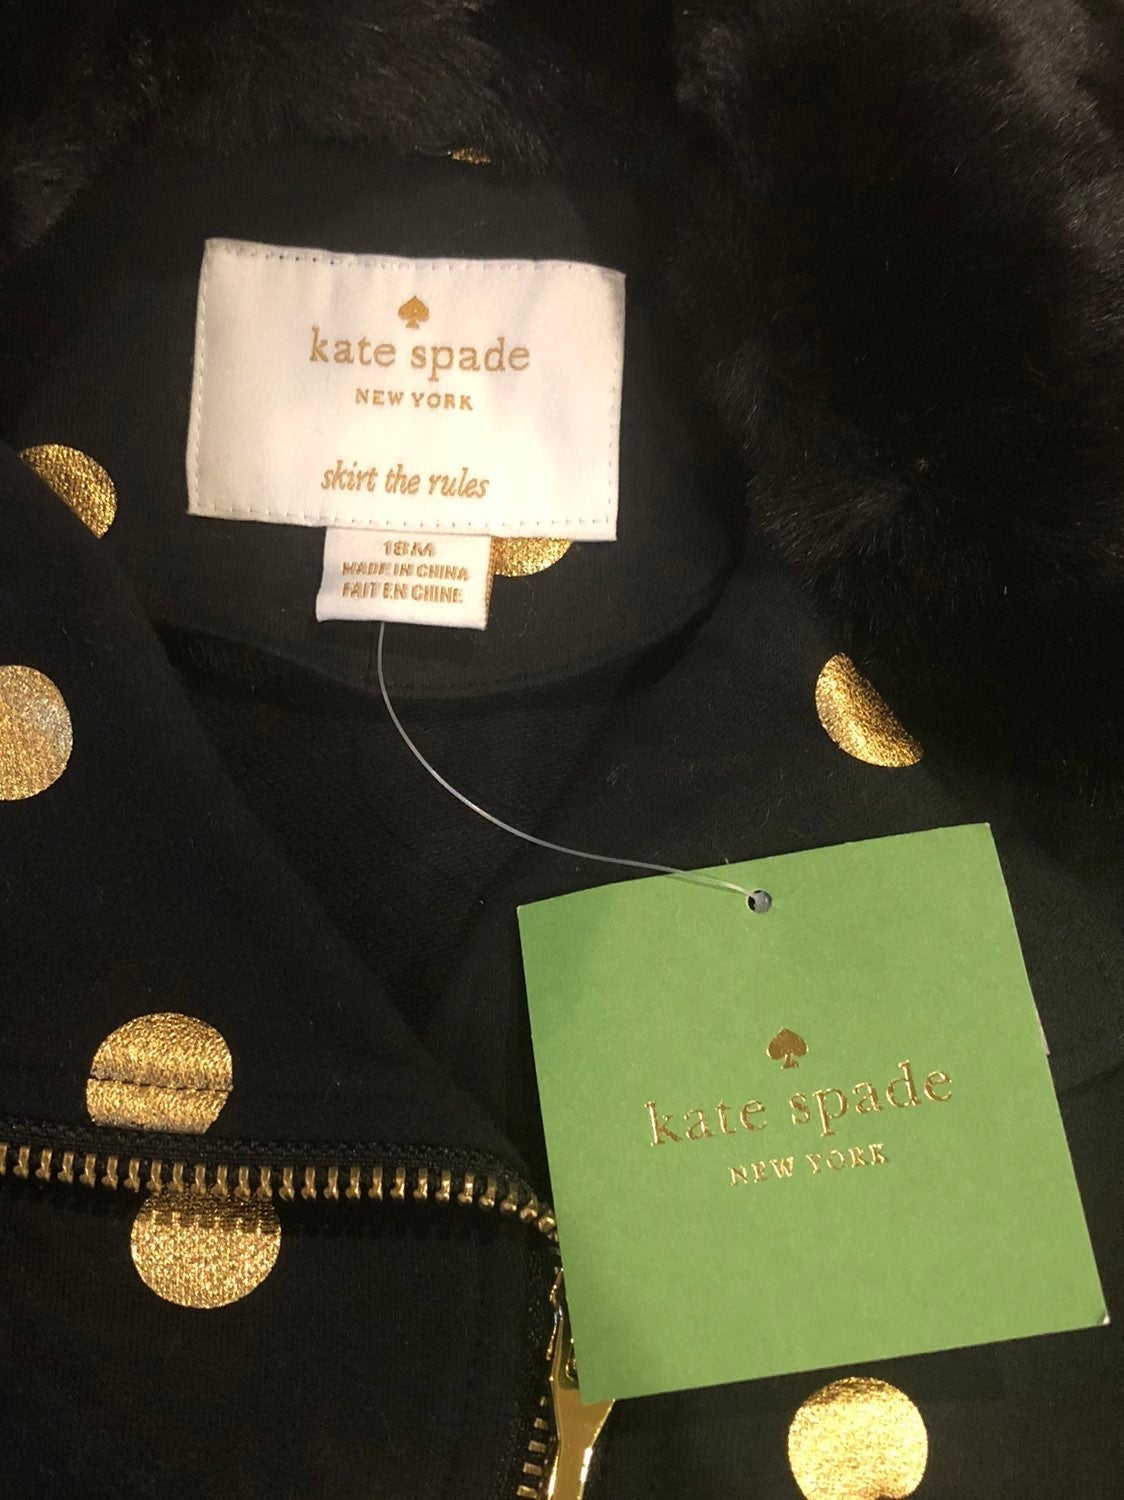 kate spade
NEW YORK
skirt the rules
18M
MADE IN CHINA
FAIT EN CHINE
kate spade
NEW YORK